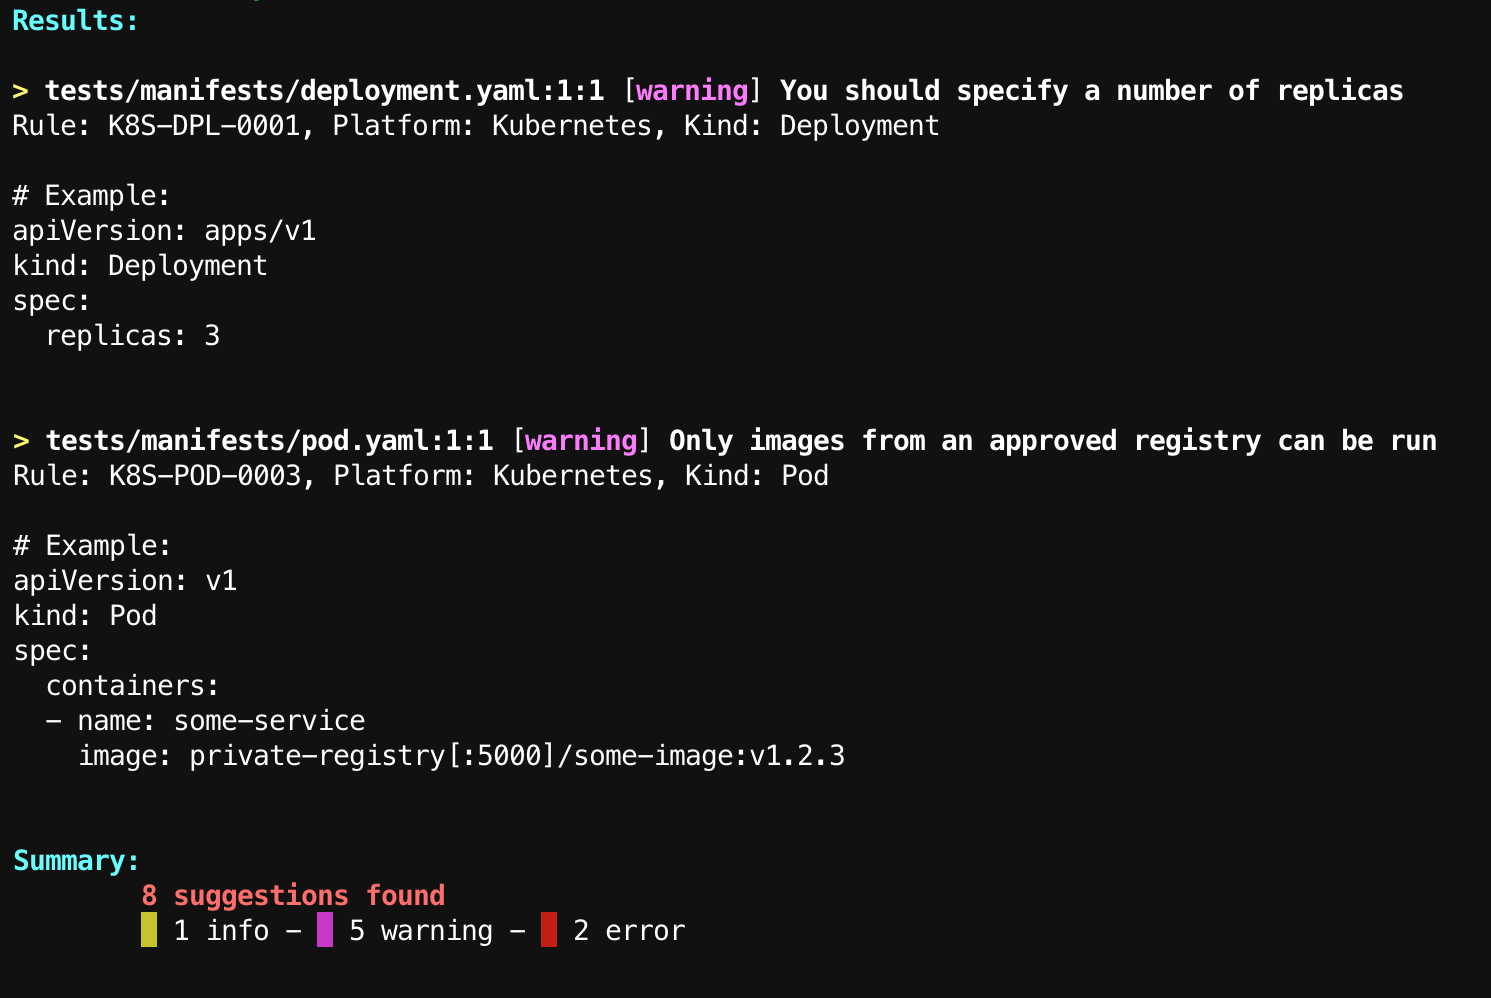 Results:
> tests/manifests/deployment.yaml:1:1 [warning] You should specify a number of replicas
Rule: K8S-DPL-0001, Platform: Kubernetes, Kind: Deployment
# Example:
apiVersion: apps/v1
kind: Deployment
spec:
  replicas: 3
> tests/manifests/pod.yaml:1:1 [warning] Only images from an approved registry can be run
Rule: K8S-POD-0003, Platform: Kubernetes, Kind: Pod
# Example:
apiVersion: v1
kind: Pod
spec:
  containers:
  - name: some-service
    image: private-registry[:5000]/some-image:v1.2.3
Summary:
        8 suggestions found
        1 info - 5 warning - 2 error